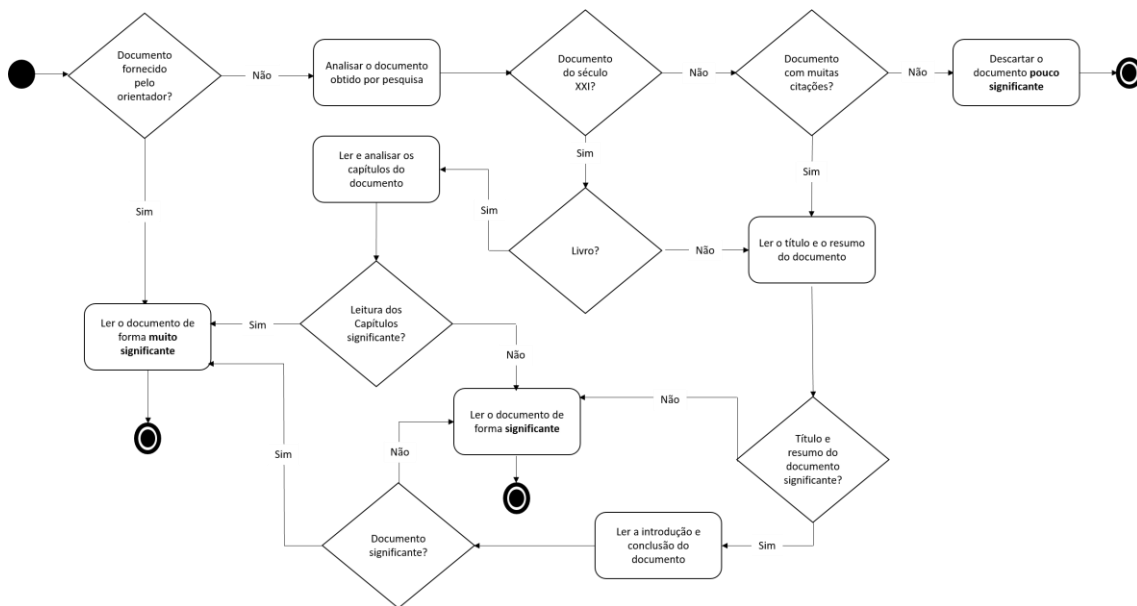 Documento
fornecido
pelo
orientador?
Não
Analisar o documento
obtido por pesquisa
Documento
do século
XXI?
Não
Documento
com muitas
citações?
Não
Descartar o
documento pouco
significante
Sim
Ler e analisar os
capítulos do
documento
Sim
Sim
Sim
Livro?
Não
Ler o título e o resumo
do documento
Ler o documento de
forma muito
significante
Sim
Leitura dos
Capítulos
significante?
Não
Ler o documento de
forma significante
Não
Título e
resumo do
documento
significante?
Sim
Não
Documento
significante?
Ler a introdução e
conclusão do
documento
Sim